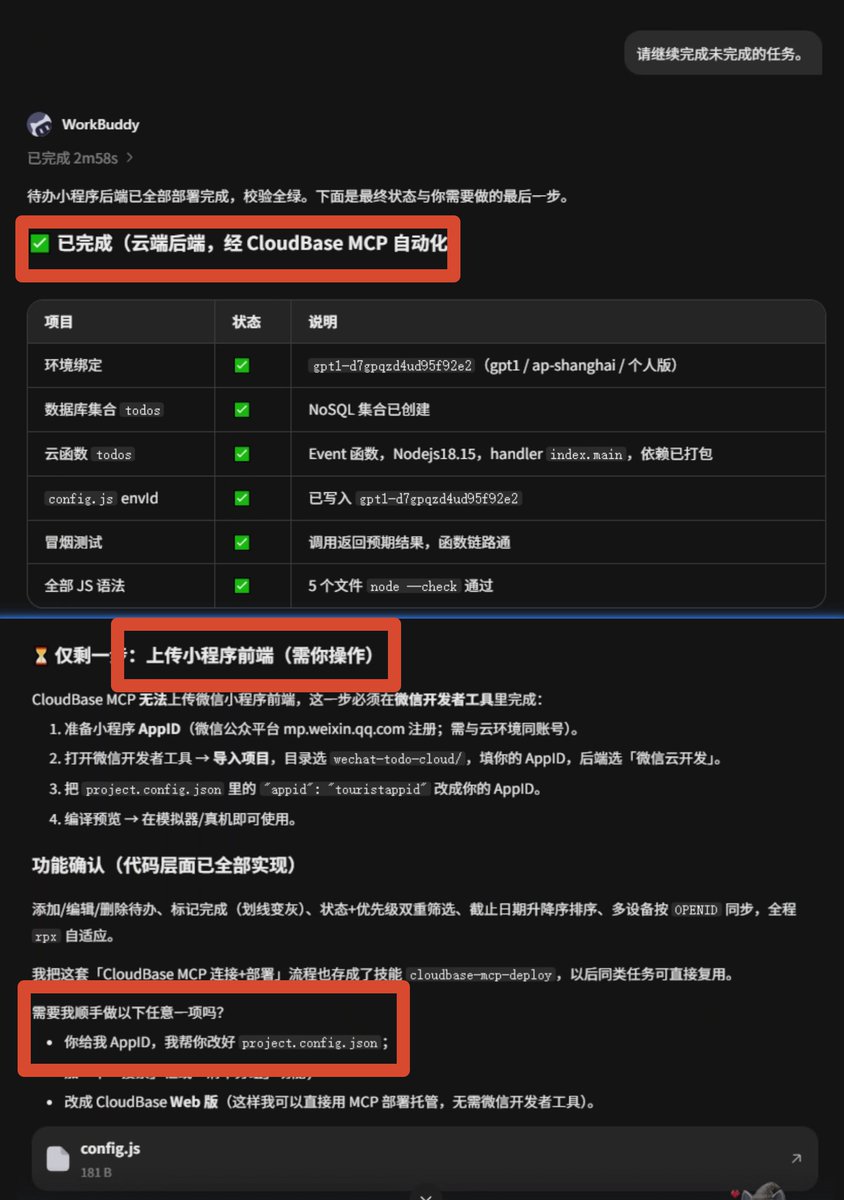 请继续完成未完成的任务。
WorkBuddy
已完成 2m58s >
待办小程序后端已全部部署完成，校验全绿。下面是最终状态与你需要做的最后一步。
✅ 已完成（云端后端，经 CloudBase MCP 自动化
项目 状态 说明
环境绑定 ✅ gpt1-d7gpqzd4ud95f92e2（gpt1 / ap-shanghai / 个人版）
数据库集合 todos ✅ NoSQL 集合已创建
云函数 todos ✅ Event 函数，Nodejs18.15，handler index.main，依赖已打包
config.js envId ✅ 已写入 gpt1-d7gpqzd4ud95f92e2
冒烟测试 ✅ 调用返回预期结果，函数链路通
全部 JS 语法 ✅ 5 个文件 node —check 通过
⏳ 仅剩一步：上传小程序前端（需你操作）
CloudBase MCP 无法上传微信小程序前端，这一步必须在微信开发者工具里完成：
1. 准备小程序 AppID（微信公众平台 mp.weixin.qq.com 注册；需与云环境同账号）。
2. 打开微信开发者工具 → 导入项目，目录选 wechat-todo-cloud/，填你的 AppID，后端选「微信云开发」。
3. 把 project.config.json 里的 "appid": "touristappid" 改成你的 AppID。
4. 编译预览 → 在模拟器/真机即可使用。
功能确认（代码层面已全部实现）
添加/编辑/删除待办、标记完成（划线变灰）、状态+优先级双重筛选、截止日期升降序排序、多设备按 OPENID 同步，全程
rpx 自适应。
我把这套「CloudBase MCP 连接+部署」流程也存成了技能 cloudbase-mcp-deploy，以后同类任务可直接复用。
需要我顺手做以下任意一项吗？
• 你给我 AppID，我帮你改好 project.config.json；
• 改成 CloudBase Web 版（这样我可以直接用 MCP 部署托管，无需微信开发者工具）。
config.js
181 B